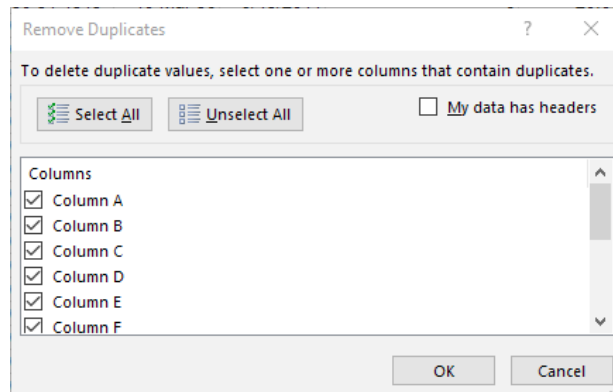 Remove Duplicates
To delete duplicate values, select one or more columns that contain duplicates.
Select All Unselect All My data has headers
Columns
Column A
Column B
Column C
Column D
Column E
Column F
OK Cancel